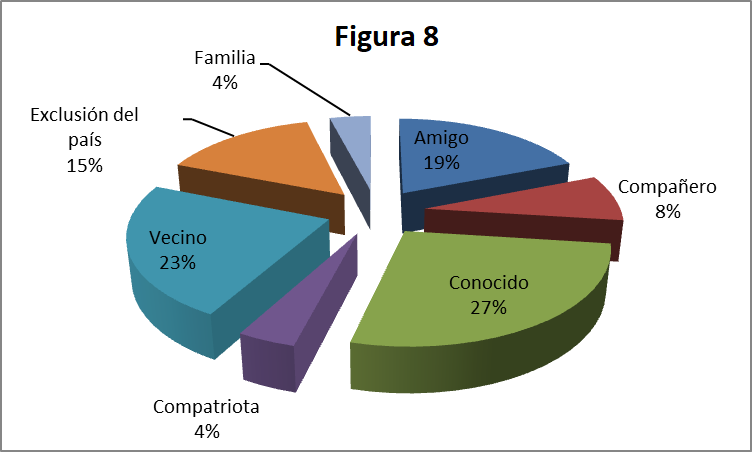 Figura 8
Familia
4%
Exclusión del
país
15%
Amigo
19%
Compañero
8%
Vecino
23%
Conocido
27%
Compatriota
4%